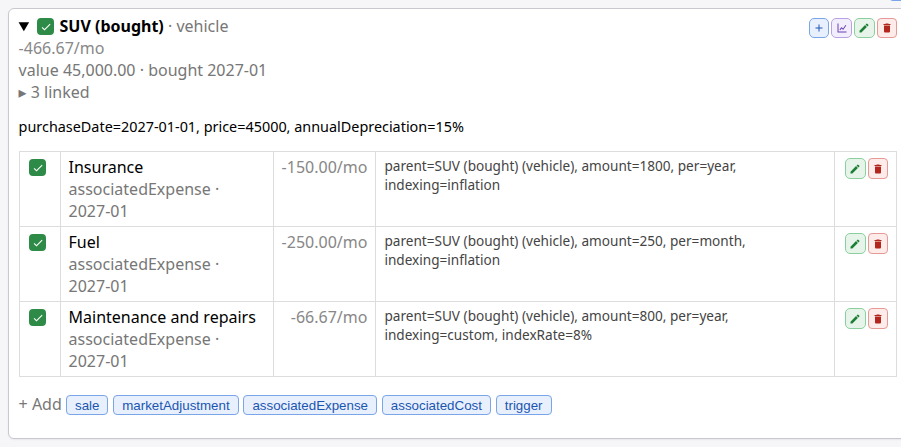 ▼ SUV (bought) · vehicle
-466.67/mo
value 45,000.00 · bought 2027-01
▸ 3 linked
purchaseDate=2027-01-01, price=45000, annualDepreciation=15%
Insurance
associatedExpense ·
2027-01
-150.00/mo
parent=SUV (bought) (vehicle), amount=1800, per=year,
indexing=inflation
Fuel
associatedExpense ·
2027-01
-250.00/mo
parent=SUV (bought) (vehicle), amount=250, per=month,
indexing=inflation
Maintenance and repairs
associatedExpense ·
2027-01
-66.67/mo
parent=SUV (bought) (vehicle), amount=800, per=year,
indexing=custom, indexRate=8%
+ Add sale marketAdjustment associatedExpense associatedCost trigger